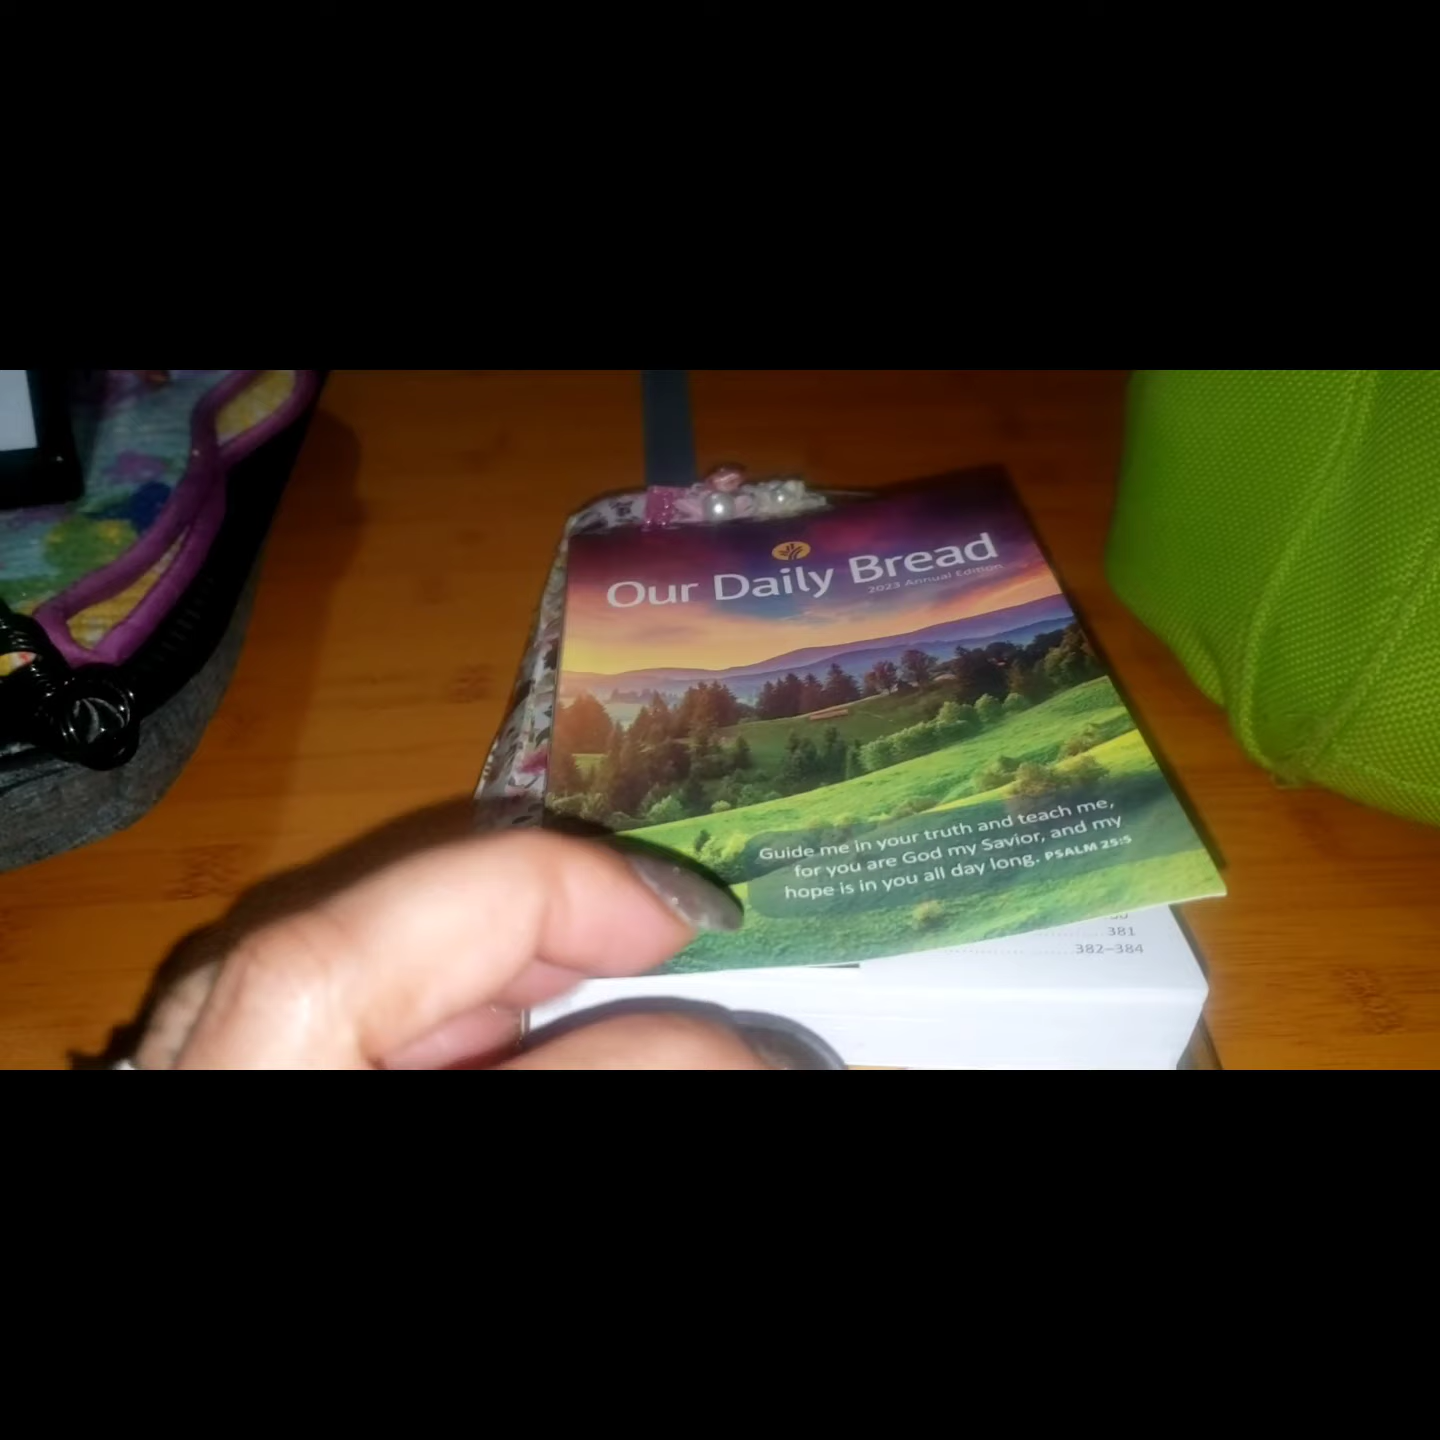 Our Daily Bread
2023 Annual Edition
Guide me in your truth and teach me,
for you are God my Savior, and my
hope is in you all day long. PSALM 25:5
381
382–384